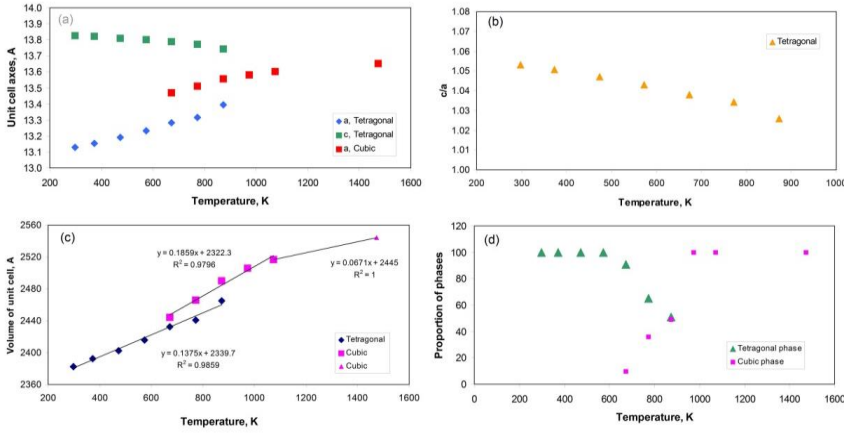 (a)
Unit cell axes, A
14.0
13.9
13.8
13.7
13.6
13.5
13.4
13.3
13.2
13.1
13.0
a, Tetragonal
c, Tetragonal
a, Cubic
200 400 600 800 1000 1200 1400 1600
Temperature, K
(b)
c/a
1.08
1.07
1.06
1.05
1.04
1.03
1.02
1.01
1.00
Tetragonal
200 300 400 500 600 700 800 900 1000
Temperature, K
(c)
Volume of unit cell, A
2560
2520
2480
2440
2400
2360
y = 0.1859x + 2322.3
R² = 0.9796
y = 0.0671x + 2445
R² = 1
y = 0.1375x + 2339.7
R² = 0.9859
Tetragonal
Cubic
Cubic
200 400 600 800 1000 1200 1400 1600
Temperature, K
(d)
Proportion of phases
120
100
80
60
40
20
0
Tetragonal phase
Cubic phase
0 200 400 600 800 1000 1200 1400 1600
Temperature, K